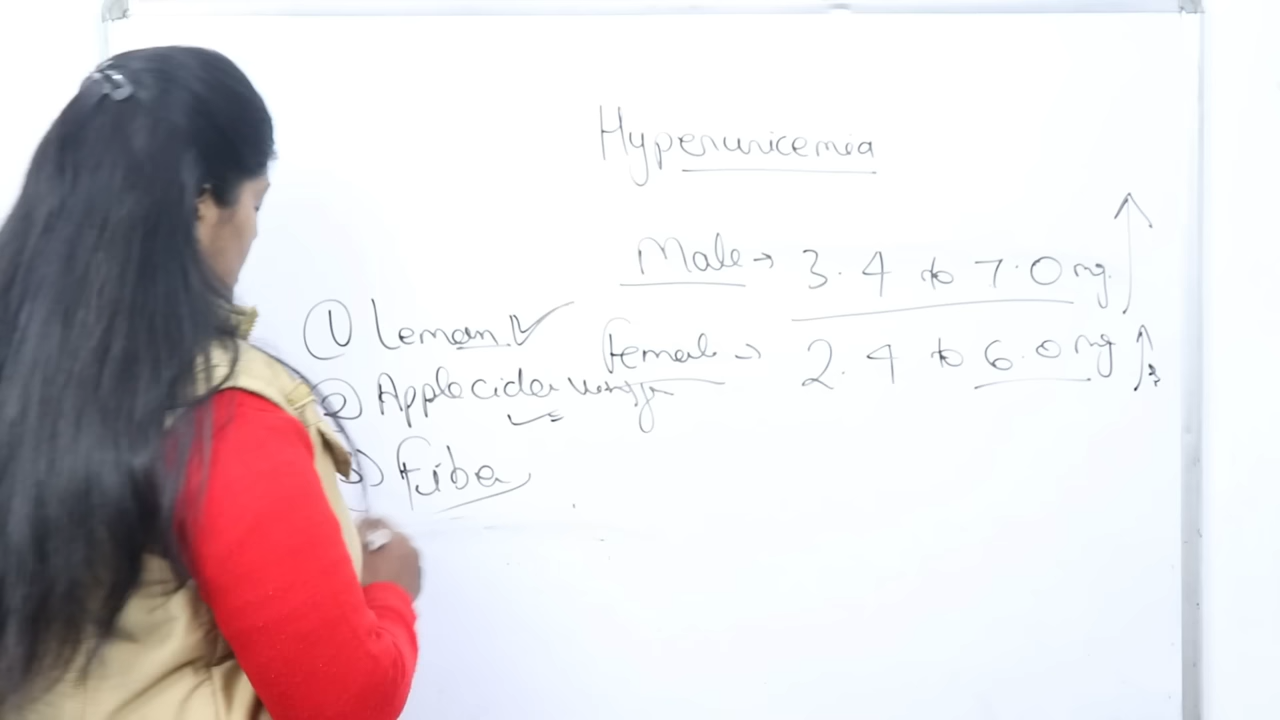 Hyperuricemia
Male → 3.4 to 7.0 mg ↑
Female → 2.4 to 6.0 mg ↑
① Lemon ✓
② Apple cider
3) Fiber